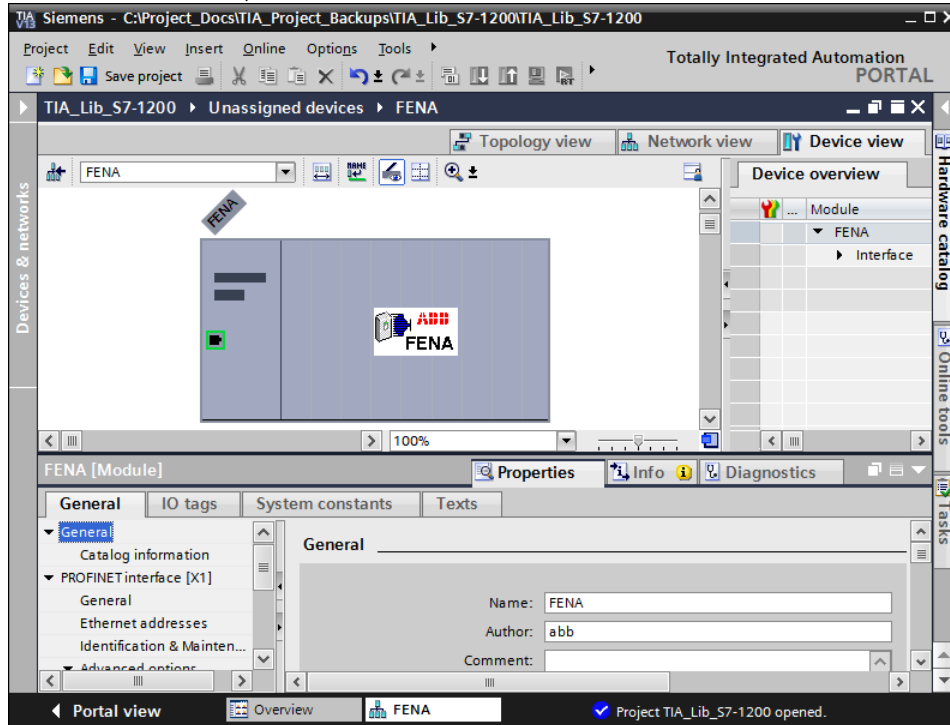 Siemens - C:\Project_Docs\TIA_Project_Backups\TIA_Lib_S7-1200\TIA_Lib_S7-1200
Project Edit View Insert Online Options Tools
Totally Integrated Automation
PORTAL
Save project
TIA_Lib_S7-1200 Unassigned devices FENA
Topology view Network view Device view
FENA
Device overview
... Module
FENA
Interface
FENA
ABB
FENA
100%
Devices & networks
Hardware catalog
Online tools
Tasks
FENA [Module]
Properties Info Diagnostics
General IO tags System constants Texts
General
Catalog information
PROFINET interface [X1]
General
Ethernet addresses
Identification & Mainten...
Advanced options
General
Name: FENA
Author: abb
Comment:
Portal view Overview FENA
Project TIA_Lib_S7-1200 opened.